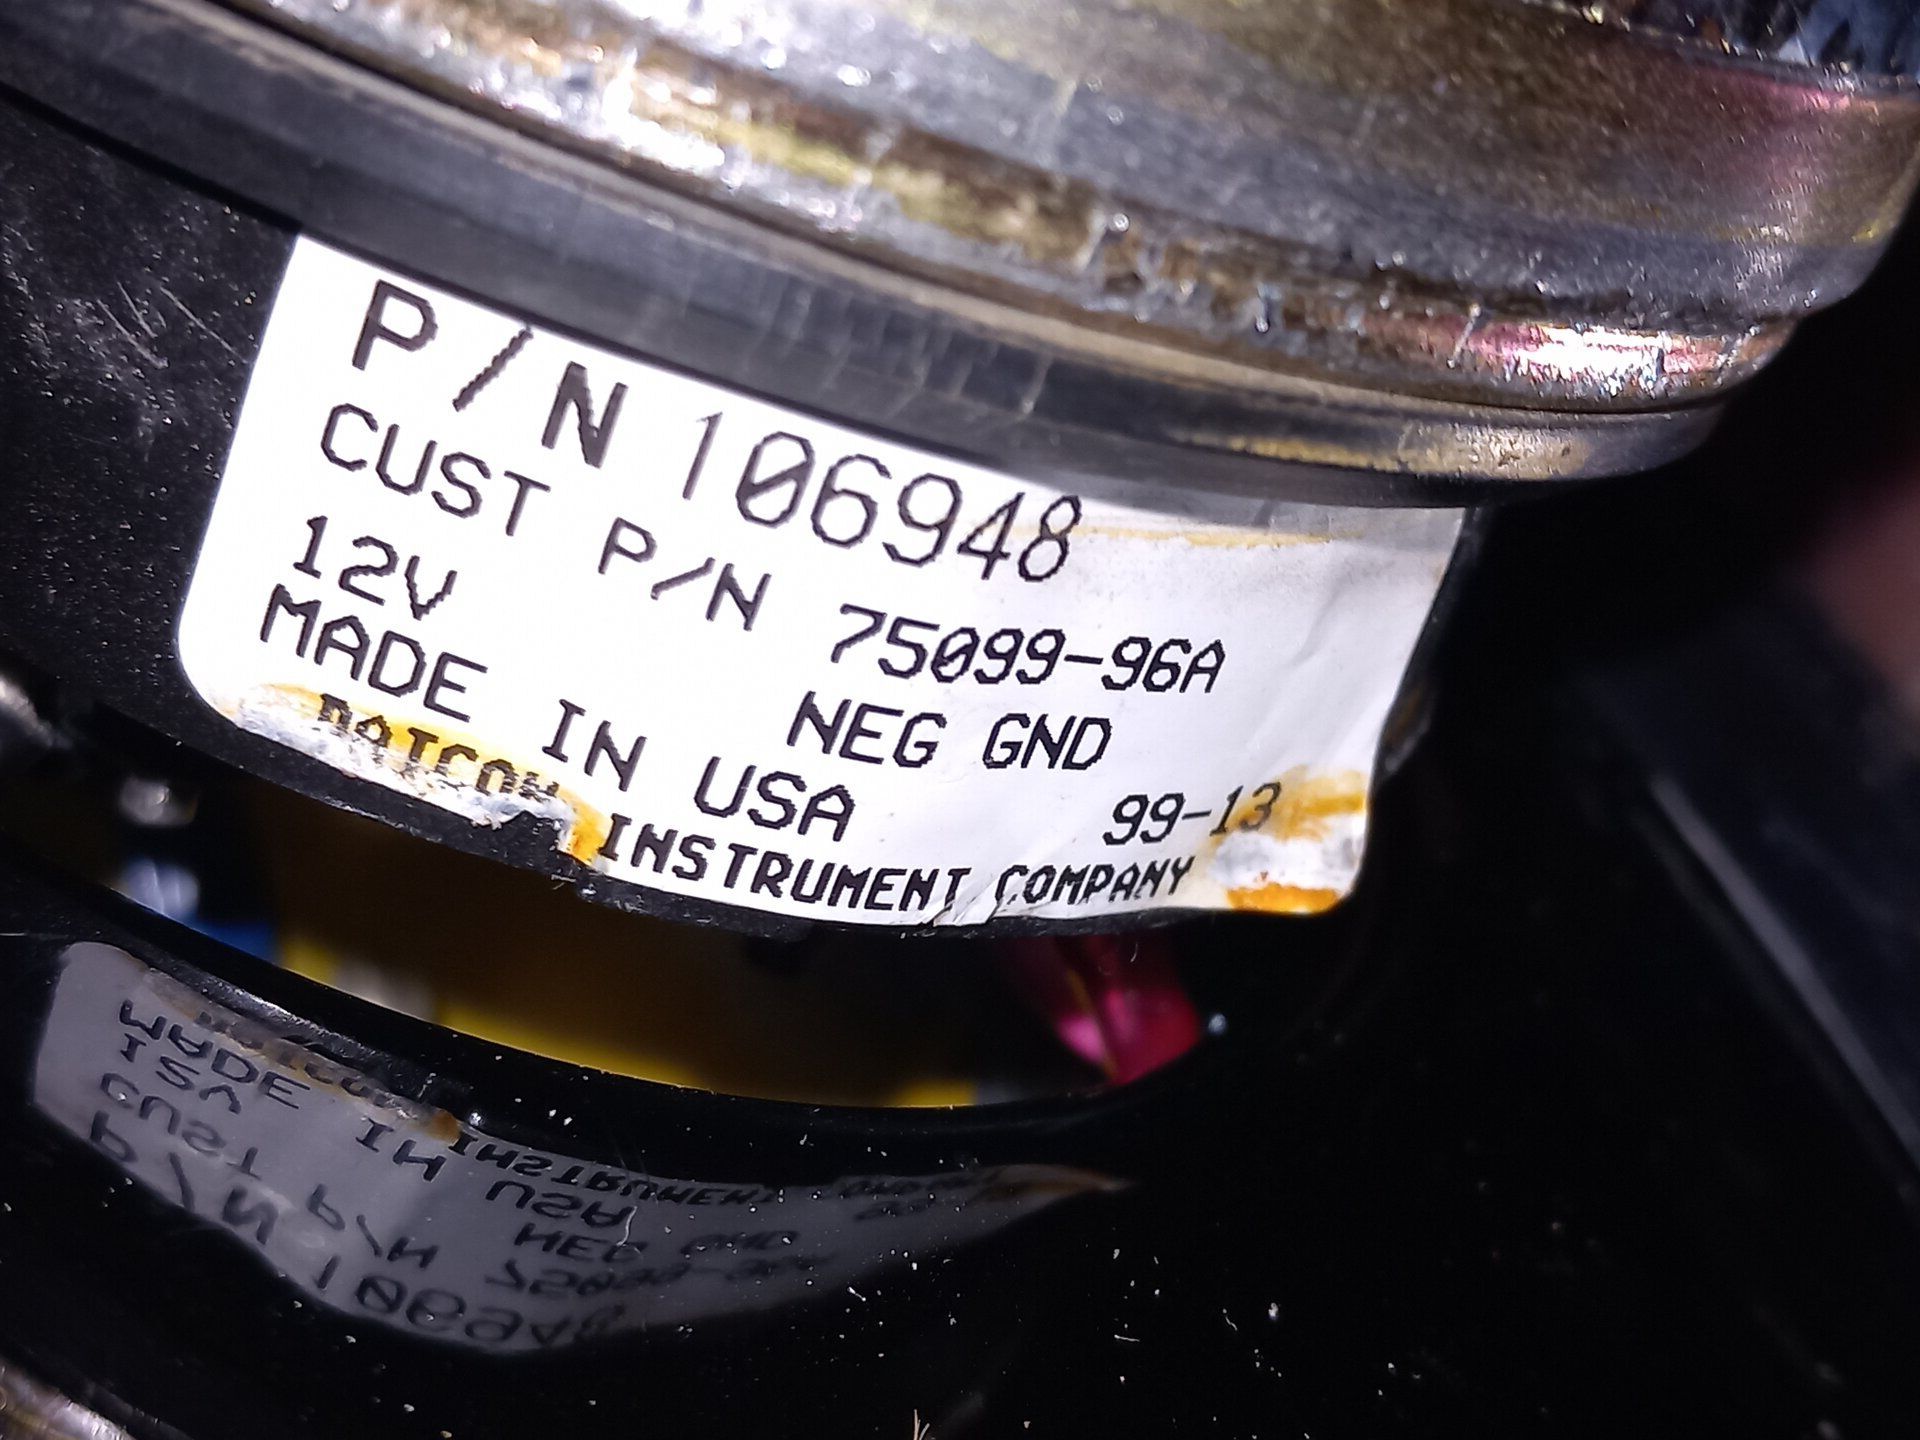 P/N 106948
CUST P/N 75099-96A
12V NEG GND
MADE IN USA 99-13
INSTRUMENT COMPANY